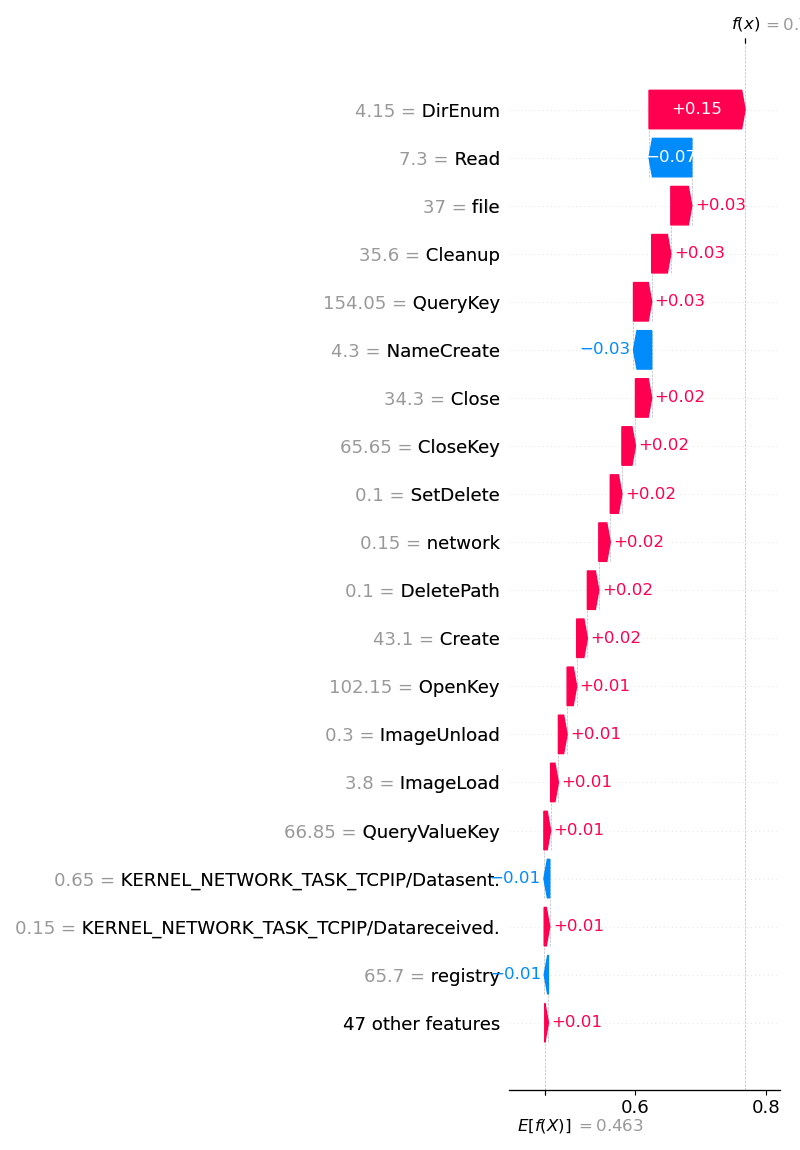 f(x) = 0.
4.15 = DirEnum +0.15
7.3 = Read −0.07
37 = file +0.03
35.6 = Cleanup +0.03
154.05 = QueryKey +0.03
4.3 = NameCreate −0.03
34.3 = Close +0.02
65.65 = CloseKey +0.02
0.1 = SetDelete +0.02
0.15 = network +0.02
0.1 = DeletePath +0.02
43.1 = Create +0.02
102.15 = OpenKey +0.01
0.3 = ImageUnload +0.01
3.8 = ImageLoad +0.01
66.85 = QueryValueKey +0.01
0.65 = KERNEL_NETWORK_TASK_TCPIP/Datasent. −0.01
0.15 = KERNEL_NETWORK_TASK_TCPIP/Datareceived. +0.01
65.7 = registry −0.01
47 other features +0.01
0.6 0.8
E[f(X)] = 0.463